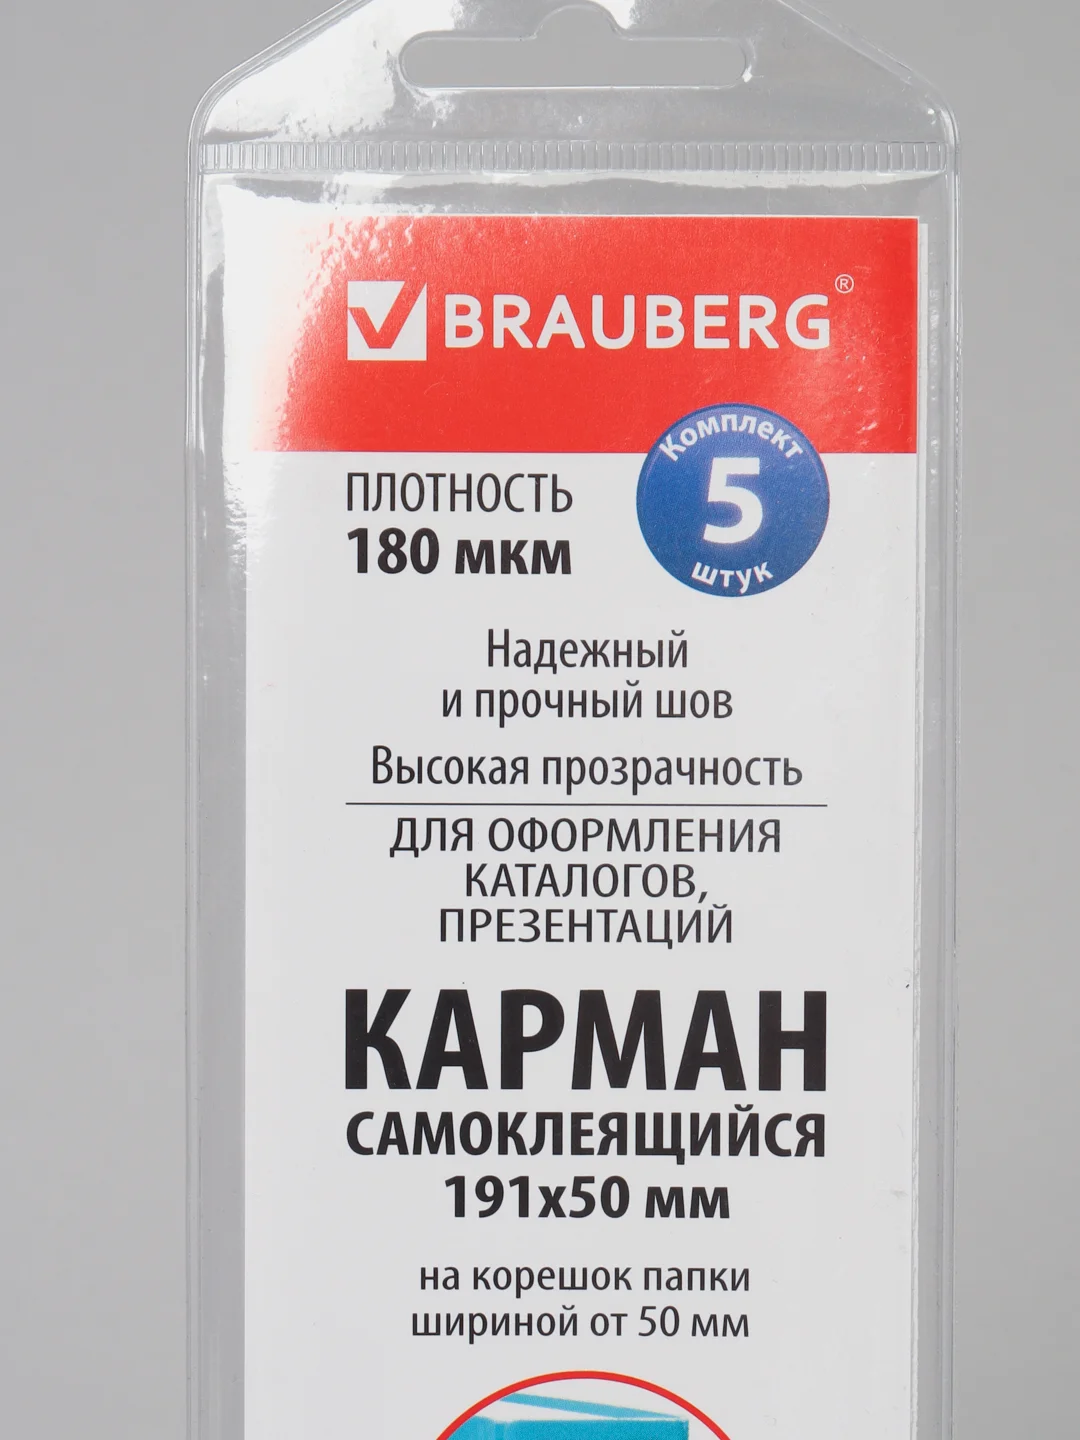 BRAUBERG®
Комплект
5
штук
ПЛОТНОСТЬ
180 мкм
Надежный
и прочный шов
Высокая прозрачность
ДЛЯ ОФОРМЛЕНИЯ
КАТАЛОГОВ,
ПРЕЗЕНТАЦИЙ
КАРМАН
САМОКЛЕЯЩИЙСЯ
191х50 мм
на корешок папки
шириной от 50 мм